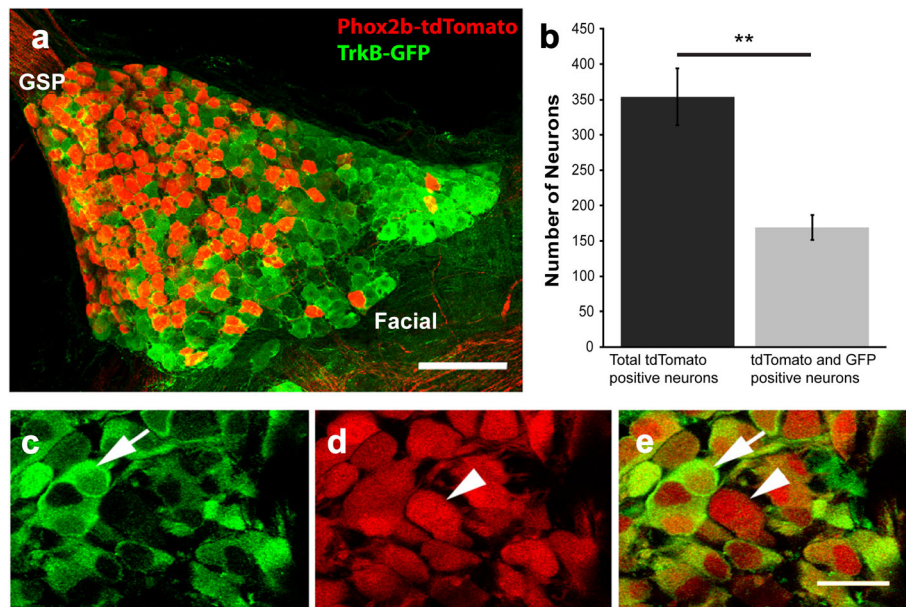 a
Phox2b-tdTomato
TrkB-GFP
GSP
Facial
b
**
Number of Neurons
450
400
350
300
250
200
150
100
50
0
Total tdTomato
positive neurons
tdTomato and GFP
positive neurons
c
d
e